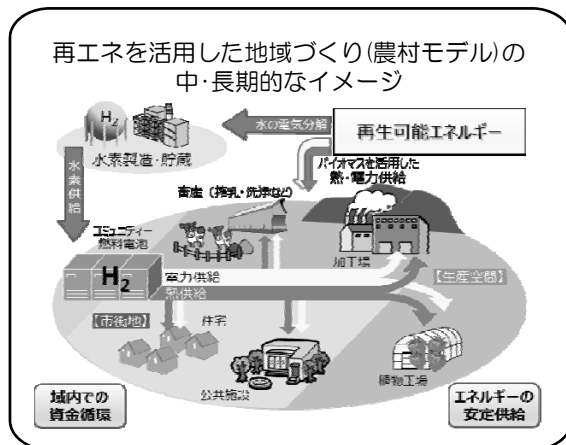 再エネを活用した地域づくり(農村モデル)の
中・長期的なイメージ
H2
水の電気分解
再生可能エネルギー
水素製造・貯蔵
バイオマスを活用した
熱・電力供給
水素供給
畜産（搾乳・洗浄など）
コミュニティー
燃料電池
加工場
H2
電力供給
熱供給
【生産空間】
【市街地】
住宅
公共施設
植物工場
域内での
資金循環
エネルギーの
安定供給